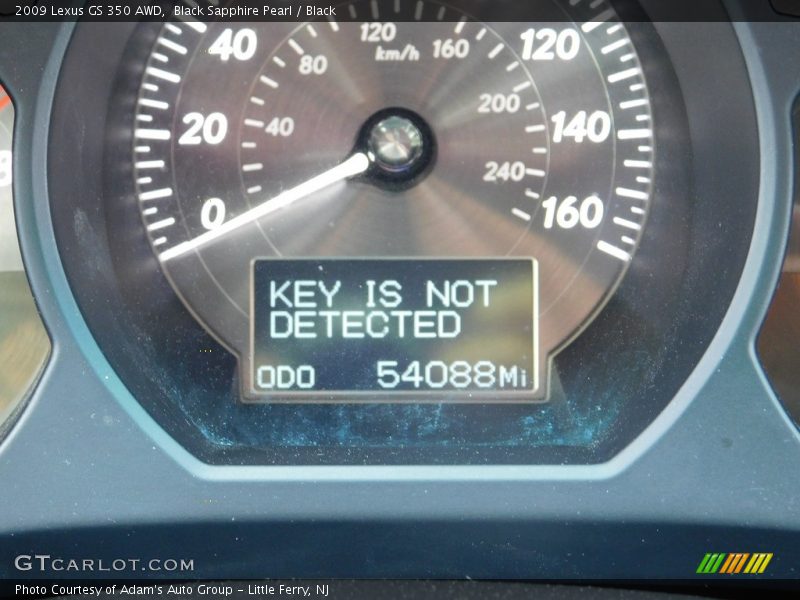 2009 Lexus GS 350 AWD,  Black Sapphire Pearl / Black
120
km/h
160
40
80
120
200
20
40
140
240
0
160
8
KEY IS NOT
DETECTED
ODO 54088Mi
GTCARLOT.COM
Photo Courtesy of Adam's Auto Group - Little Ferry, NJ